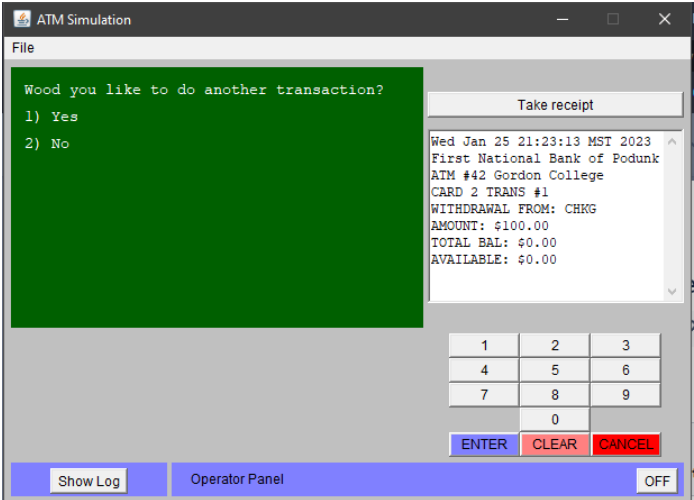 ATM Simulation
File
Wood you like to do another transaction?
1) Yes
2) No
Take receipt
Wed Jan 25 21:23:13 MST 2023
First National Bank of Podunk
ATM #42 Gordon College
CARD 2 TRANS #1
WITHDRAWAL FROM: CHKG
AMOUNT: $100.00
TOTAL BAL: $0.00
AVAILABLE: $0.00
1 2 3
4 5 6
7 8 9
0
ENTER CLEAR CANCEL
Show Log Operator Panel OFF